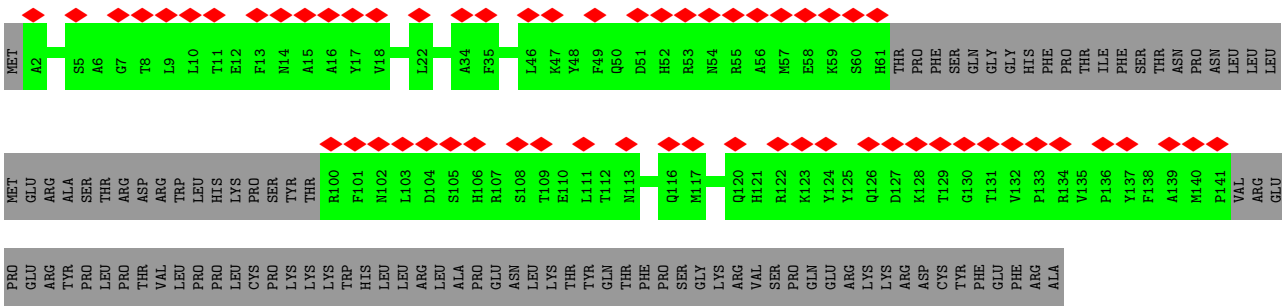 MET A2 S5 A6 G7 T8 L9 L10 T11 E12 F13 N14 A15 A16 Y17 V18 L22 A34 F35 L46 K47 Y48 F49 Q50 D51 H52 R53 N54 R55 A56 M57 E58 K59 S60 H61 THR PRO PHE SER GLN GLY GLY HIS PHE PRO THR ILE PHE SER THR ASN PRO ASN LEU LEU LEU
MET GLU ARG ALA SER THR ARG ASP ARG TRP LEU HIS LYS PRO SER TYR THR R100 F101 N102 L103 D104 S105 H106 R107 S108 T109 E110 L111 T112 N113 Q116 M117 Q120 H121 R122 K123 Y124 Y125 Q126 D127 K128 T129 G130 T131 V132 P133 R134 V135 P136 Y137 F138 A139 M140 P141 VAL ARG GLU
PRO GLU ARG TYR PRO LEU PRO THR VAL LEU PRO PRO LEU CYS PRO LYS LYS LYS TRP HIS LEU LEU ARG LEU ALA PRO GLU ASN LEU LYS THR TYR GLN THR PHE PRO SER GLY LYS ARG VAL SER PRO GLN GLU ARG LYS LYS ARG ASP CYS TYR PHE GLU PHE ARG ALA